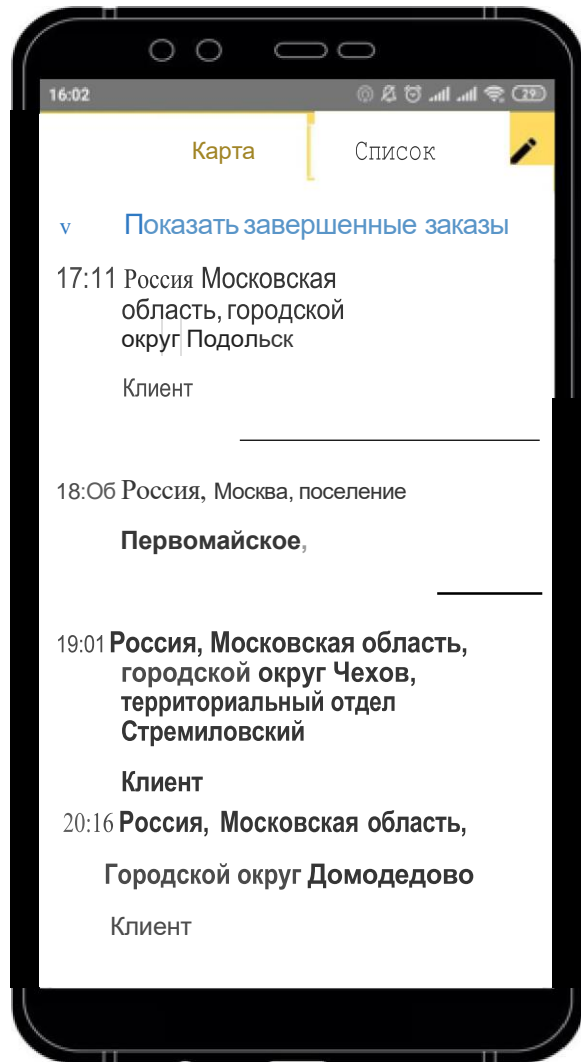 16:02 29
Карта Список
v Показать завершенные заказы
17:11 Россия Московская
область, городской
округ Подольск
Клиент
18:Об Россия, Москва, поселение
Первомайское,
19:01 Россия, Московская область,
городской округ Чехов,
территориальный отдел
Стремиловский
Клиент
20:16 Россия, Московская область,
Городской округ Домодедово
Клиент